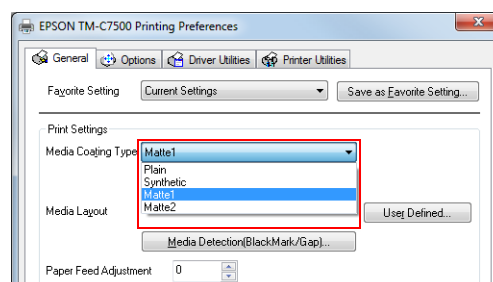 EPSON TM-C7500 Printing Preferences
General Options Driver Utilities Printer Utilities
Favorite Setting Current Settings Save as Favorite Setting...
Print Settings
Media Coating Type Matte1
Plain
Synthetic
Matte1
Matte2
Media Layout User Defined...
Media Detection(BlackMark/Gap)...
Paper Feed Adjustment 0